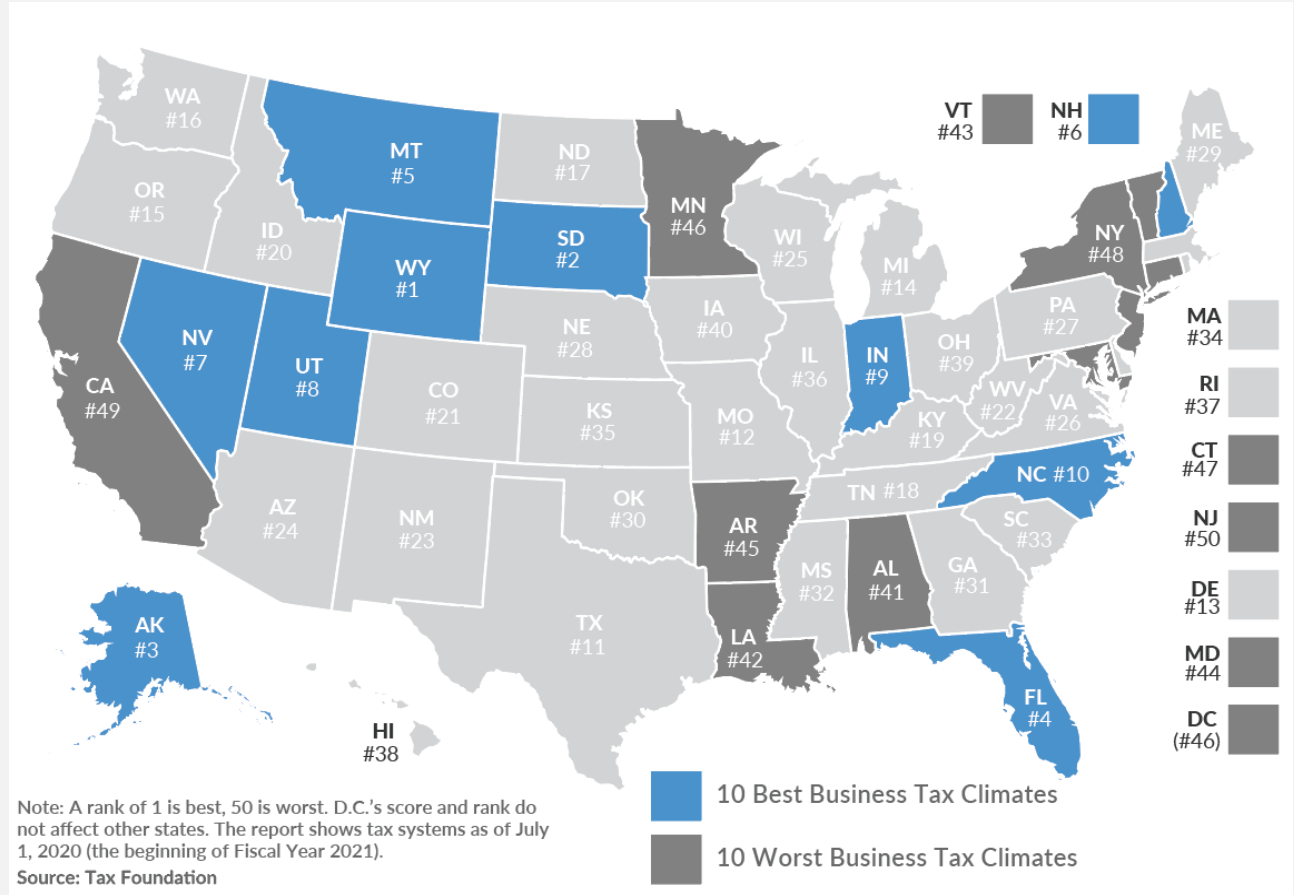 WA
#16
MT
#5
ND
#17
VT
#43
NH
#6
ME
#29
OR
#15
ID
#20
WY
#1
SD
#2
MN
#46
WI
#25
MI
#14
NY
#48
NV
#7
UT
#8
CA
#49
CO
#21
NE
#28
IA
#40
IL
#36
IN
#9
OH
#39
PA
#27
WV
#22
VA
#26
KY
#19
KS
#35
MO
#12
MA
#34
RI
#37
CT
#47
NJ
#50
DE
#13
MD
#44
DC
(#46)
AZ
#24
NM
#23
OK
#30
AR
#45
TN #18
NC #10
SC
#33
MS
#32
AL
#41
GA
#31
TX
#11
LA
#42
FL
#4
AK
#3
HI
#38
10 Best Business Tax Climates
10 Worst Business Tax Climates
Note: A rank of 1 is best, 50 is worst. D.C.’s score and rank do
not affect other states. The report shows tax systems as of July
1, 2020 (the beginning of Fiscal Year 2021).
Source: Tax Foundation